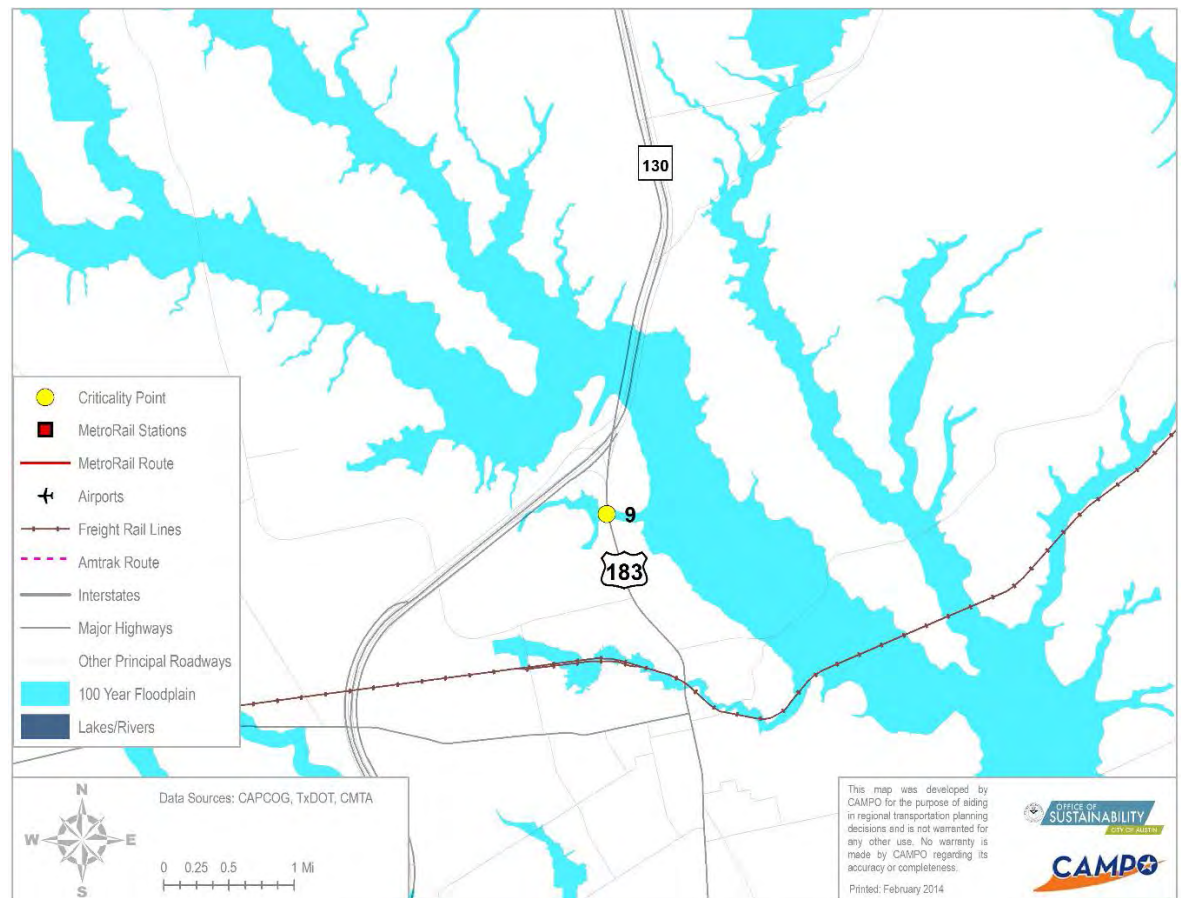 130
9
183
Criticality Point
MetroRail Stations
MetroRail Route
Airports
Freight Rail Lines
Amtrak Route
Interstates
Major Highways
Other Principal Roadways
100 Year Floodplain
Lakes/Rivers
N
W E
S
Data Sources: CAPCOG, TxDOT, CMTA
0 0.25 0.5 1 Mi
This map was developed by
CAMPO for the purpose of aiding
in regional transportation planning
decisions and is not warranted for
any other use. No warranty is
made by CAMPO regarding its
accuracy or completeness.
Printed: February 2014
OFFICE OF
SUSTAINABILITY
CITY OF AUSTIN
CAMPO